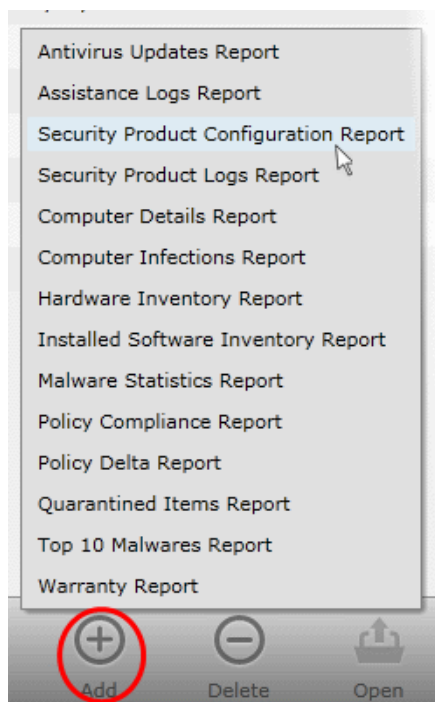 Antivirus Updates Report
Assistance Logs Report
Security Product Configuration Report
Security Product Logs Report
Computer Details Report
Computer Infections Report
Hardware Inventory Report
Installed Software Inventory Report
Malware Statistics Report
Policy Compliance Report
Policy Delta Report
Quarantined Items Report
Top 10 Malwares Report
Warranty Report
Add Delete Open